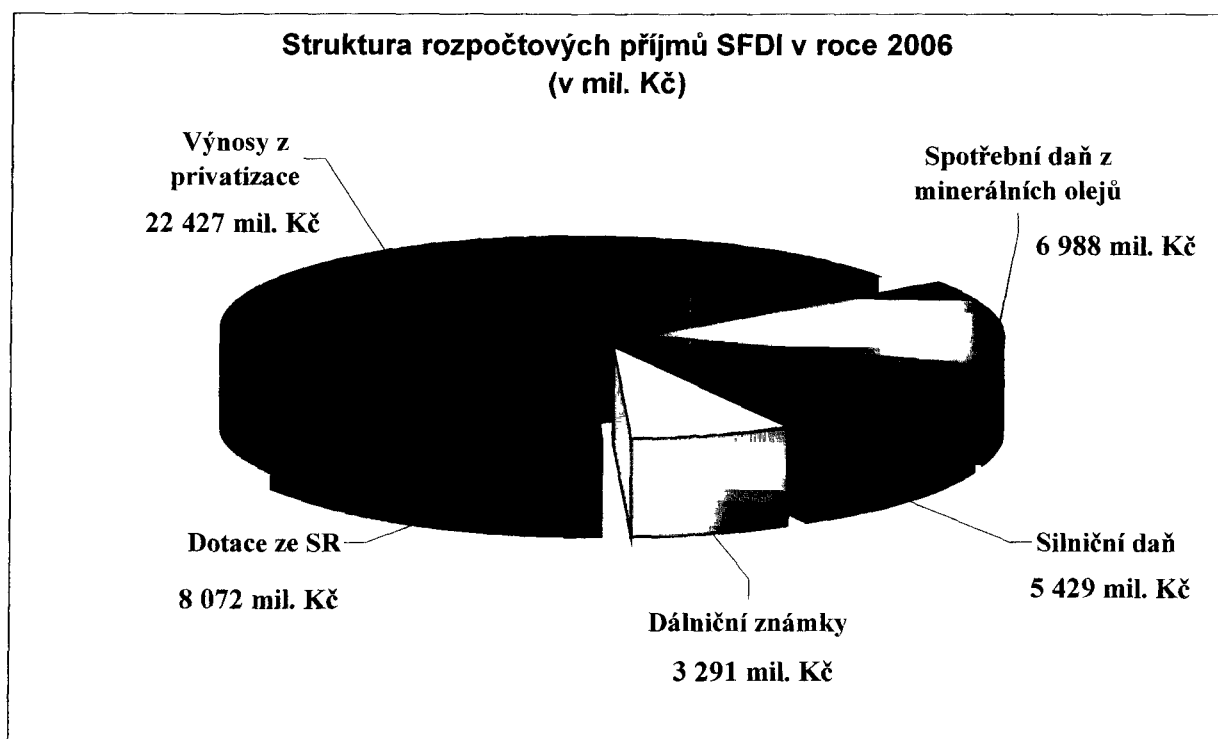 Struktura rozpočtových příjmů SFDI v roce 2006
(v mil. Kč)
Výnosy z
privatizace
22 427 mil. Kč
Spotřební daň z
minerálních olejů
6 988 mil. Kč
Dotace ze SR
8 072 mil. Kč
Silniční daň
5 429 mil. Kč
Dálniční známky
3 291 mil. Kč